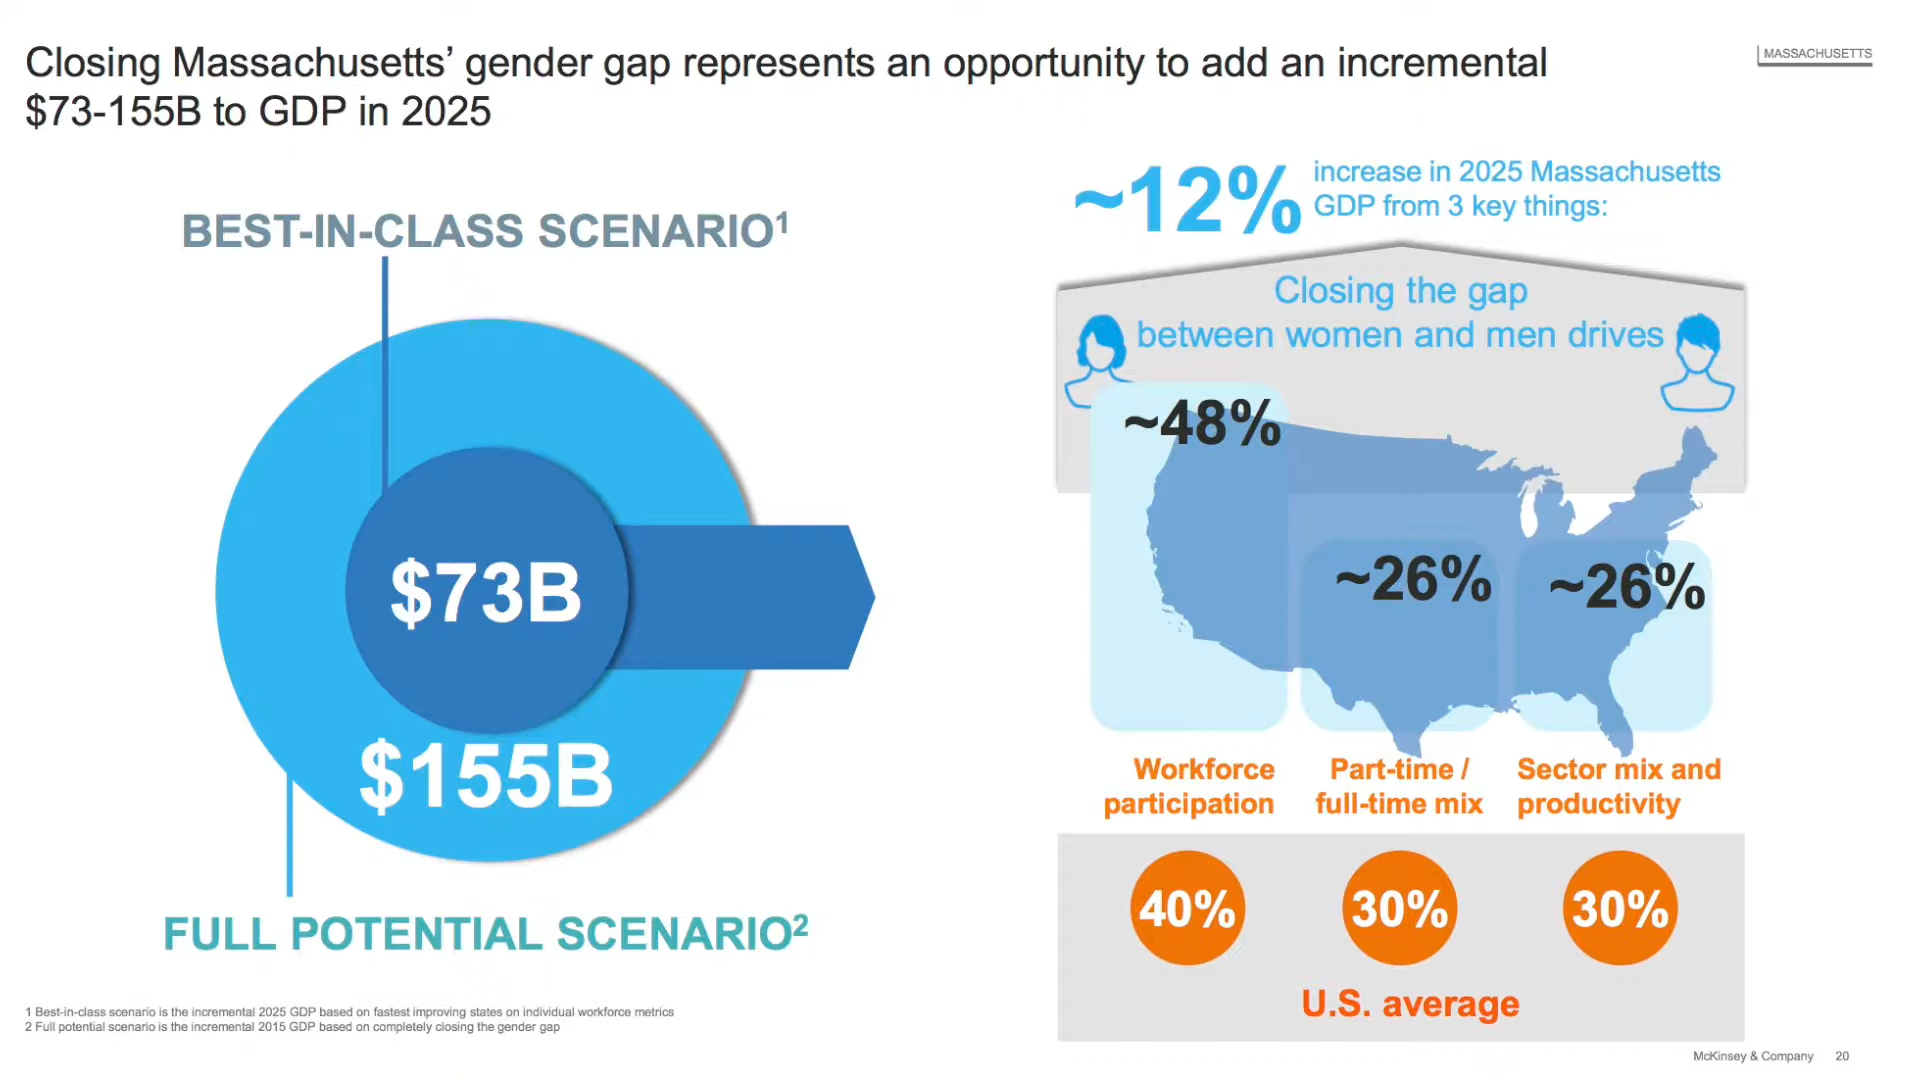 Closing Massachusetts’ gender gap represents an opportunity to add an incremental
$73-155B to GDP in 2025
MASSACHUSETTS
BEST-IN-CLASS SCENARIO¹
$73B
$155B
FULL POTENTIAL SCENARIO²
~12%
increase in 2025 Massachusetts
GDP from 3 key things:
Closing the gap
between women and men drives
~48%
~26%
~26%
Workforce
participation
Part-time /
full-time mix
Sector mix and
productivity
40%
30%
30%
U.S. average
1 Best-in-class scenario is the incremental 2025 GDP based on fastest improving states on individual workforce metrics
2 Full potential scenario is the incremental 2015 GDP based on completely closing the gender gap
McKinsey & Company 20